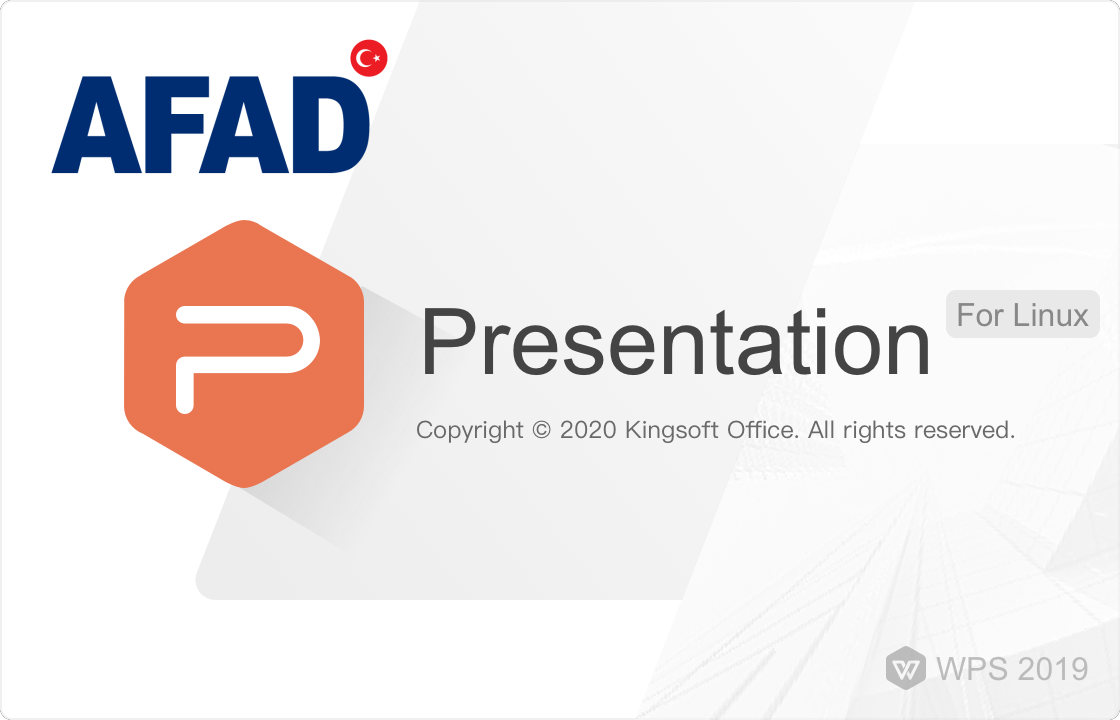 AFAD
Presentation
For Linux
Copyright © 2020 Kingsoft Office. All rights reserved.
WPS 2019